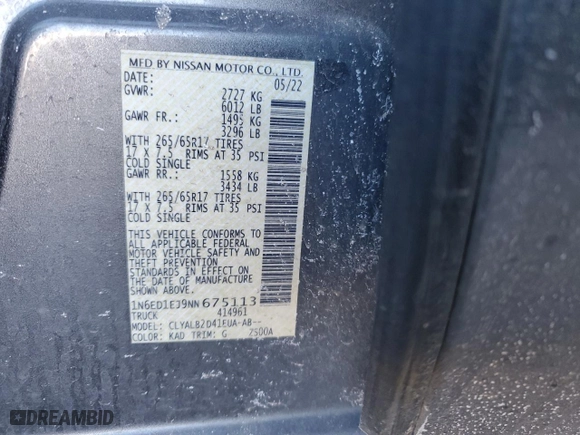 MFD BY NISSAN MOTOR CO., LTD.
DATE: 05/22
GVWR: 2727 KG
6012 LB
GAWR FR.: 1495 KG
3296 LB
WITH 265/65R17 TIRES
17 X 7.5 RIMS AT 35 PSI
COLD SINGLE
GAWR RR.: 1558 KG
3434 LB
WITH 265/65R17 TIRES
17 X 7.5 RIMS AT 35 PSI
COLD SINGLE
THIS VEHICLE CONFORMS TO
ALL APPLICABLE FEDERAL
MOTOR VEHICLE SAFETY AND
THEFT PREVENTION
STANDARDS IN EFFECT ON
THE DATE OF MANUFACTURE
SHOWN ABOVE.
1N6ED1EJ9NN675113
TRUCK 414961
MODEL: CLYALB2D41EUA-AB--
COLOR: KAD TRIM: G 2S00A
DREAMBID